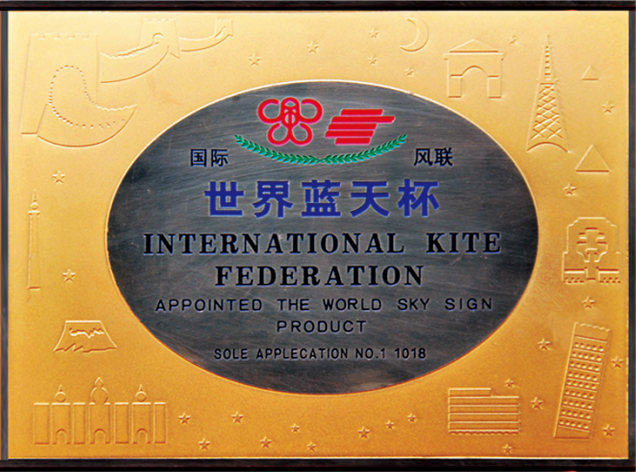 国际 风联
世界蓝天杯
INTERNATIONAL KITE
FEDERATION
APPOINTED THE WORLD SKY SIGN
PRODUCT
SOLE APPLECATION NO.1 1018